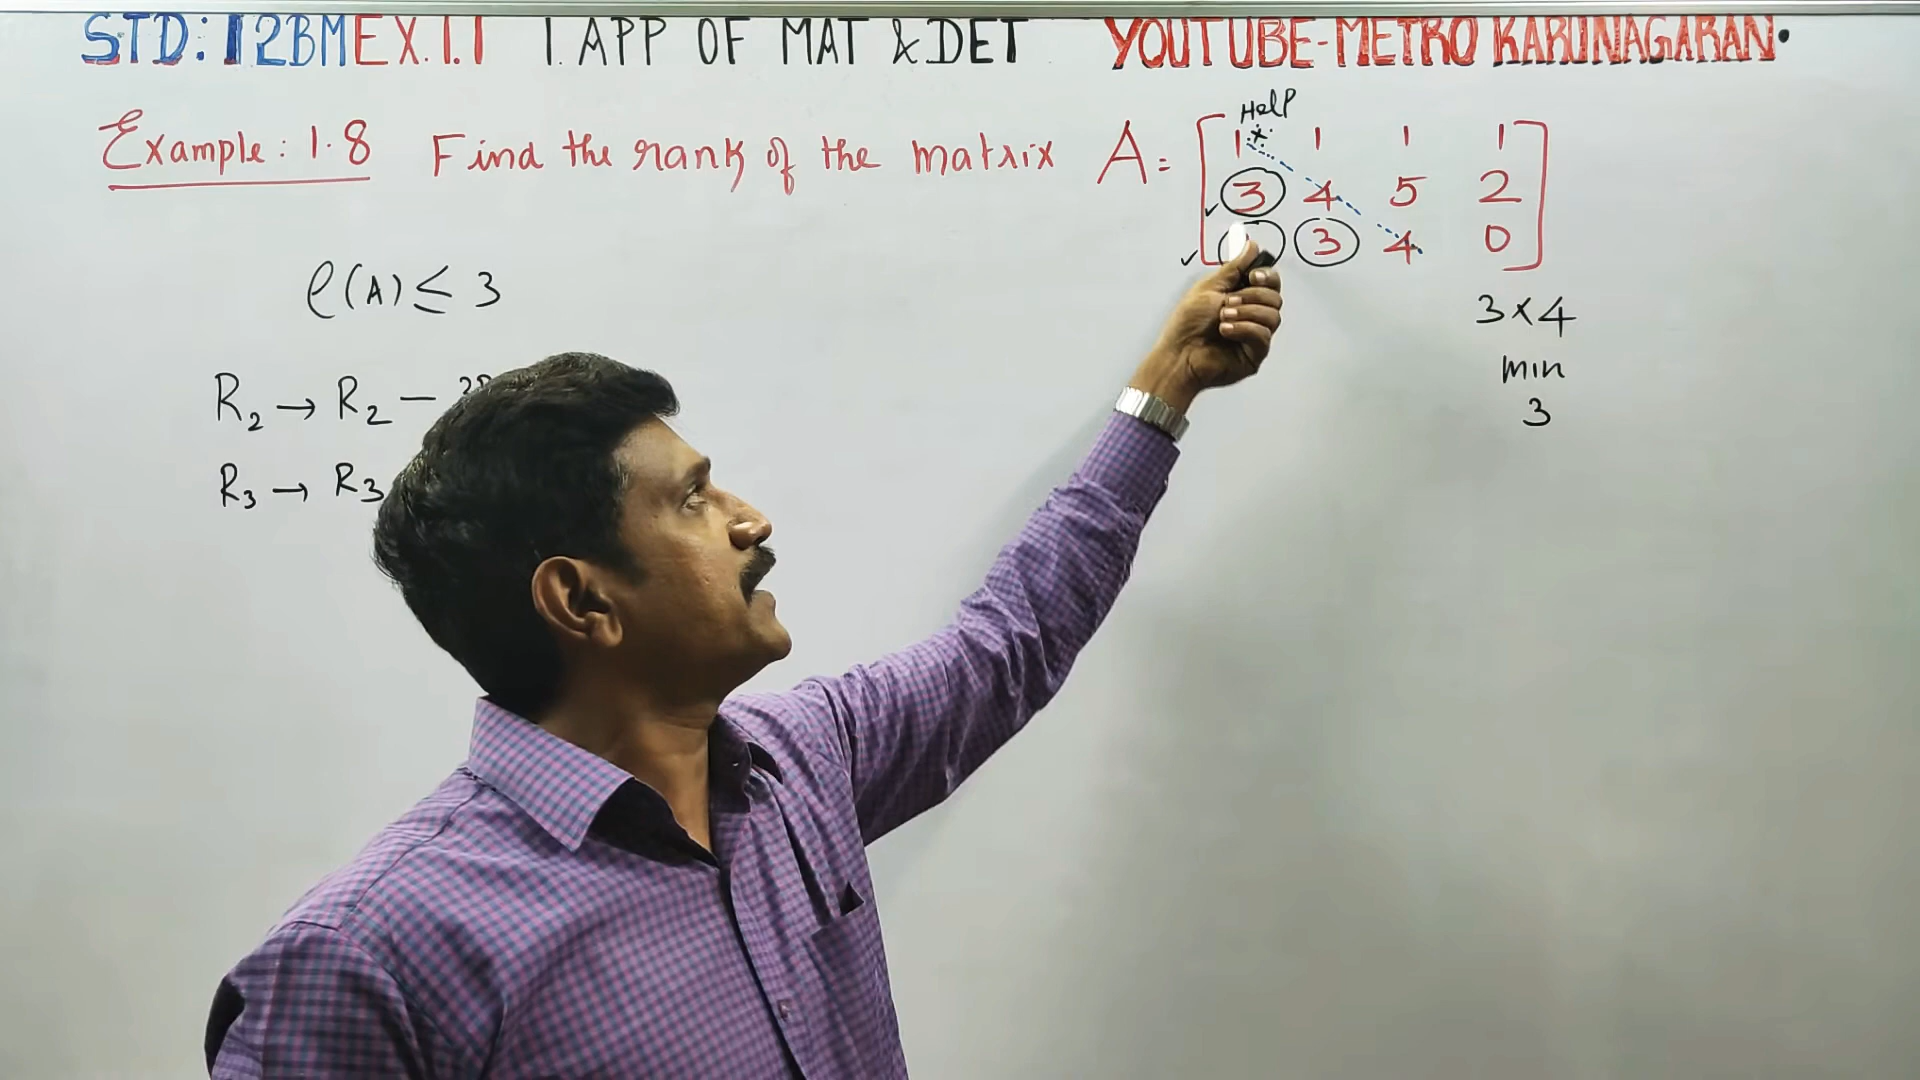 STD: 12BM EX.1.1 1. APP OF MAT & DET YOUTUBE-METRO KARUNAGARAN.
Help
Example: 1.8 Find the rank of the matrix A = [ 1 1 1 1
3 4 5 2
3 4 0 ]
ρ(A) ≤ 3
3×4
min
3
R₂ → R₂ –
R₃ → R₃